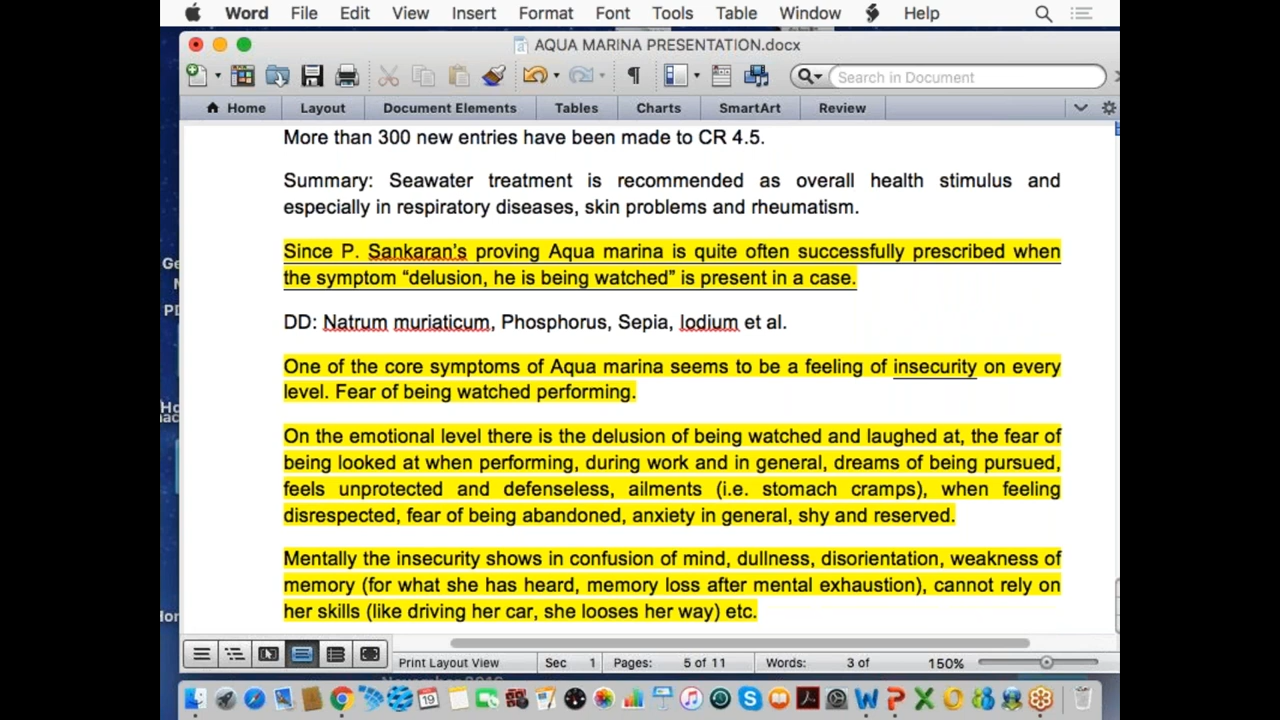 Word File Edit View Insert Format Font Tools Table Window Help
AQUA MARINA PRESENTATION.docx
Search in Document
Home Layout Document Elements Tables Charts SmartArt Review
More than 300 new entries have been made to CR 4.5.
Summary: Seawater treatment is recommended as overall health stimulus and
especially in respiratory diseases, skin problems and rheumatism.
Since P. Sankaran's proving Aqua marina is quite often successfully prescribed when
the symptom “delusion, he is being watched” is present in a case.
DD: Natrum muriaticum, Phosphorus, Sepia, Iodium et al.
One of the core symptoms of Aqua marina seems to be a feeling of insecurity on every
level. Fear of being watched performing.
On the emotional level there is the delusion of being watched and laughed at, the fear of
being looked at when performing, during work and in general, dreams of being pursued,
feels unprotected and defenseless, ailments (i.e. stomach cramps), when feeling
disrespected, fear of being abandoned, anxiety in general, shy and reserved.
Mentally the insecurity shows in confusion of mind, dullness, disorientation, weakness of
memory (for what she has heard, memory loss after mental exhaustion), cannot rely on
her skills (like driving her car, she looses her way) etc.
Print Layout View Sec 1 Pages: 5 of 11 Words: 3 of 150%
19